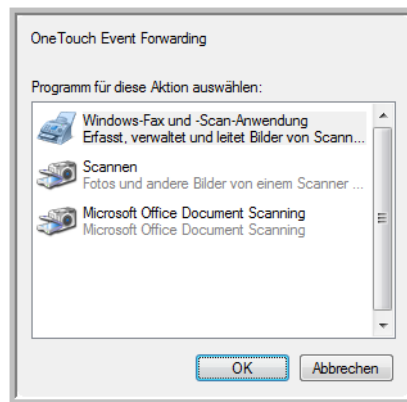 OneTouch Event Forwarding
Programm für diese Aktion auswählen:
Windows-Fax und -Scan-Anwendung
Erfasst, verwaltet und leitet Bilder von Scann...
Scannen
Fotos und andere Bilder von einem Scanner ...
Microsoft Office Document Scanning
Microsoft Office Document Scanning
OK Abbrechen